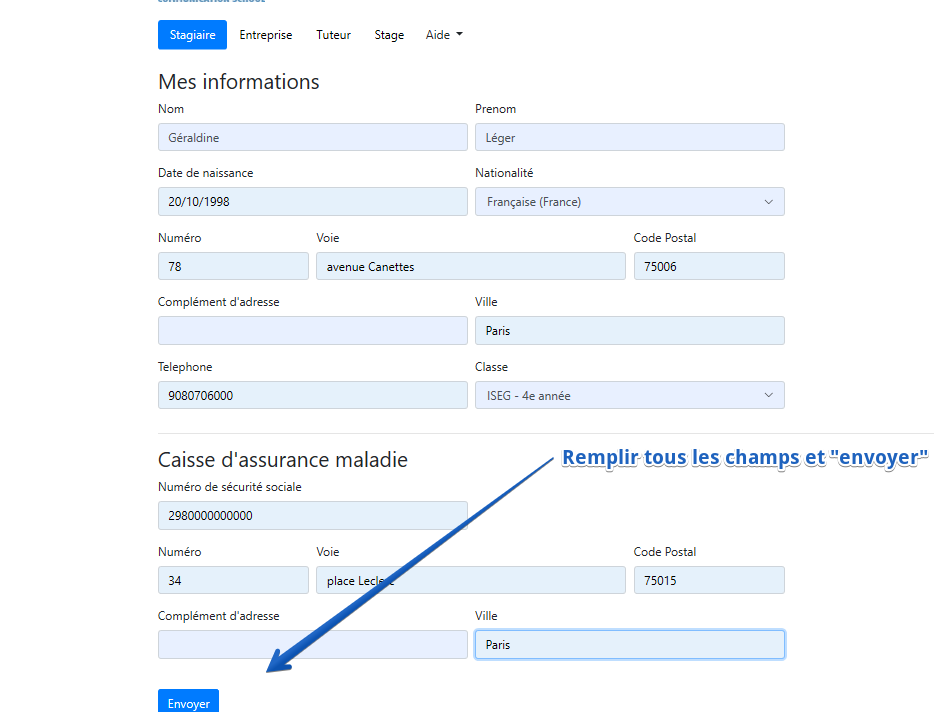 COMMUNICATION SCHOOL
Stagiaire Entreprise Tuteur Stage Aide
Mes informations
Nom Prenom
Géraldine Léger
Date de naissance Nationalité
20/10/1998 Française (France)
Numéro Voie Code Postal
78 avenue Canettes 75006
Complément d'adresse Ville
Paris
Telephone Classe
9080706000 ISEG - 4e année
Remplir tous les champs et "envoyer"
Caisse d'assurance maladie
Numéro de sécurité sociale
2980000000000
Numéro Voie Code Postal
34 place Leclerc 75015
Complément d'adresse Ville
Paris
Envoyer